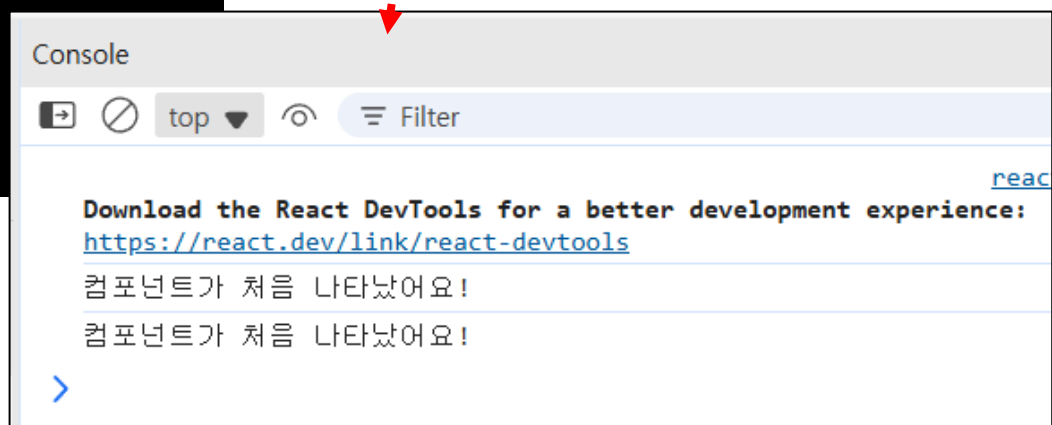 Console
top Filter
reac
Download the React DevTools for a better development experience:
https://react.dev/link/react-devtools
컴포넌트가 처음 나타났어요!
컴포넌트가 처음 나타났어요!